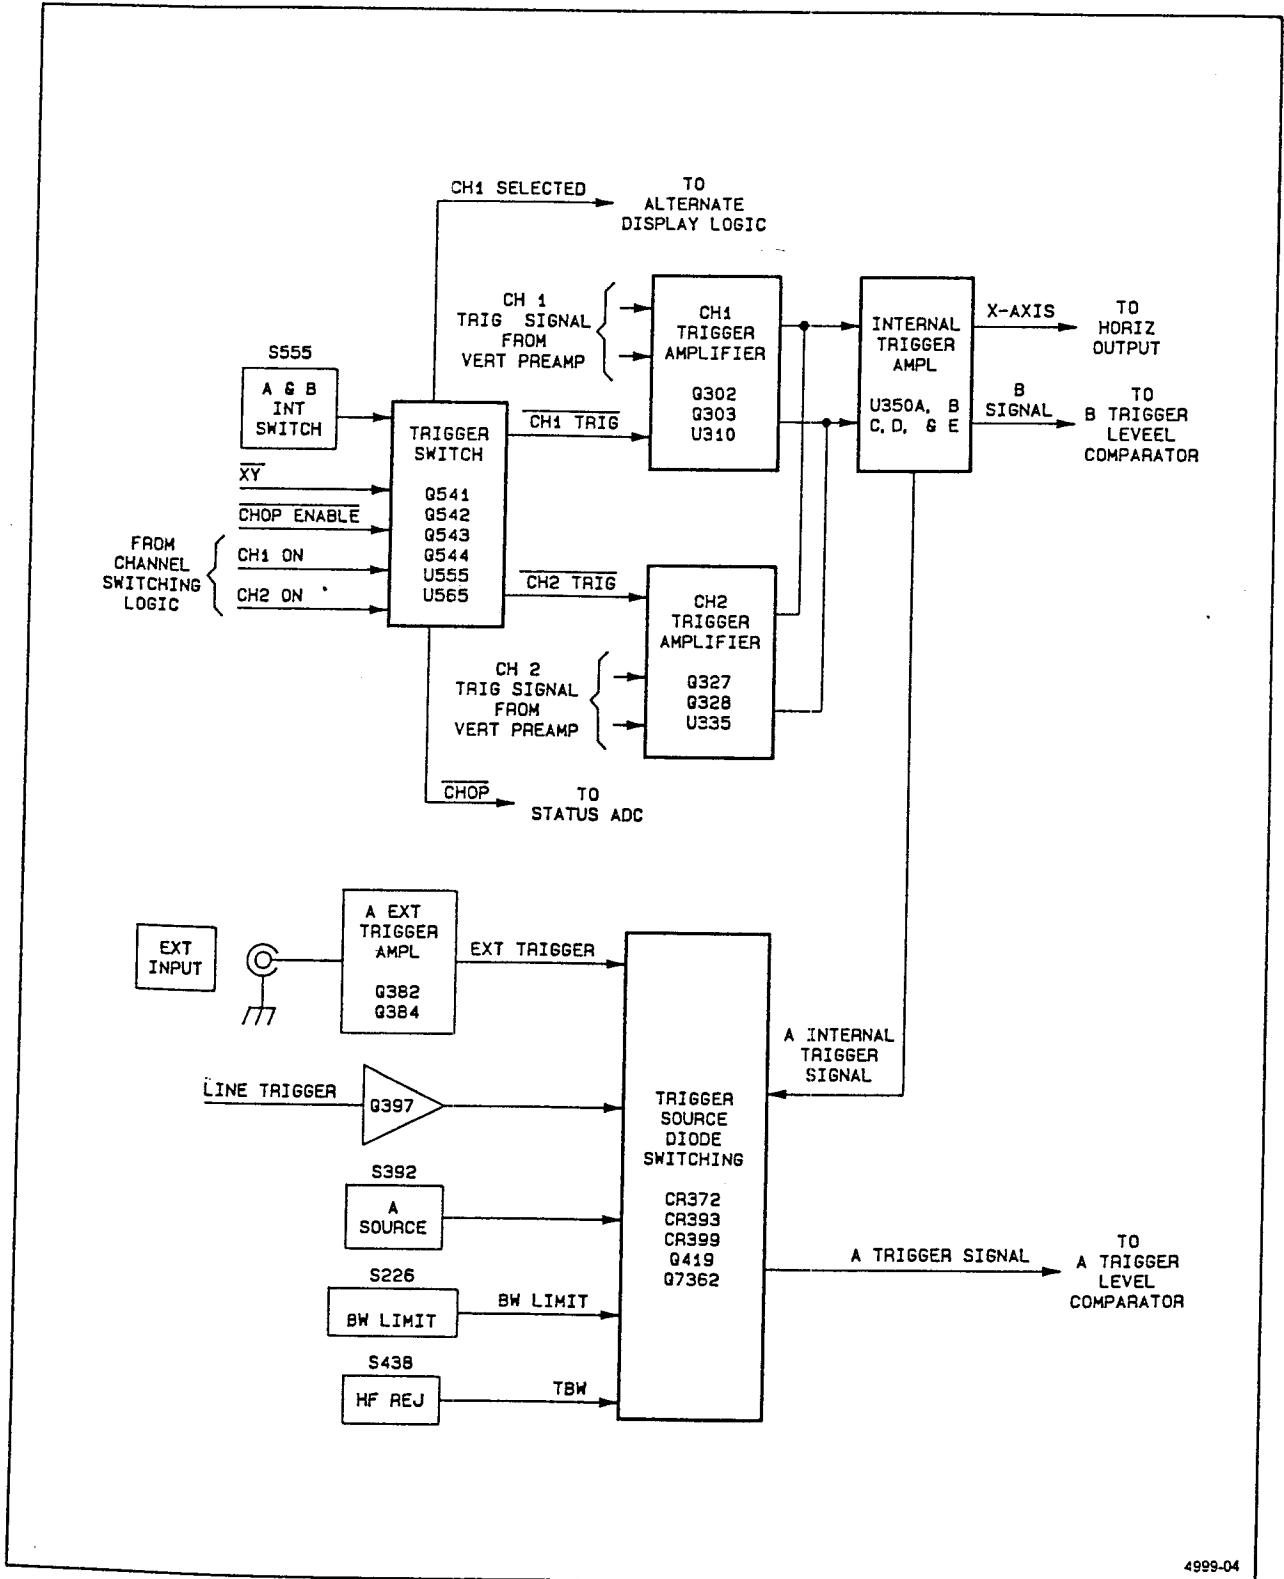 CH1 SELECTED
TO
ALTERNATE
DISPLAY LOGIC
CH 1
TRIG SIGNAL
FROM
VERT PREAMP
CH1
TRIGGER
AMPLIFIER
Q302
Q303
U310
INTERNAL
TRIGGER
AMPL
U350A, B
C, D, & E
X-AXIS
TO
HORIZ
OUTPUT
B
SIGNAL
TO
B TRIGGER
LEVEEL
COMPARATOR
S555
A & B
INT
SWITCH
XY
CHOP ENABLE
FROM
CHANNEL
SWITCHING
LOGIC
CH1 ON
CH2 ON
TRIGGER
SWITCH
Q541
Q542
Q543
Q544
U555
U565
CH1 TRIG
CH2 TRIG
CH2
TRIGGER
AMPLIFIER
Q327
Q328
U335
CH 2
TRIG SIGNAL
FROM
VERT PREAMP
CHOP
TO
STATUS ADC
EXT
INPUT
A EXT
TRIGGER
AMPL
Q382
Q384
EXT TRIGGER
LINE TRIGGER
Q397
S392
A
SOURCE
S226
BW LIMIT
BW LIMIT
S438
HF REJ
TBW
TRIGGER
SOURCE
DIODE
SWITCHING
CR372
CR393
CR399
Q419
Q7362
A INTERNAL
TRIGGER
SIGNAL
A TRIGGER SIGNAL
TO
A TRIGGER
LEVEL
COMPARATOR
4999-04